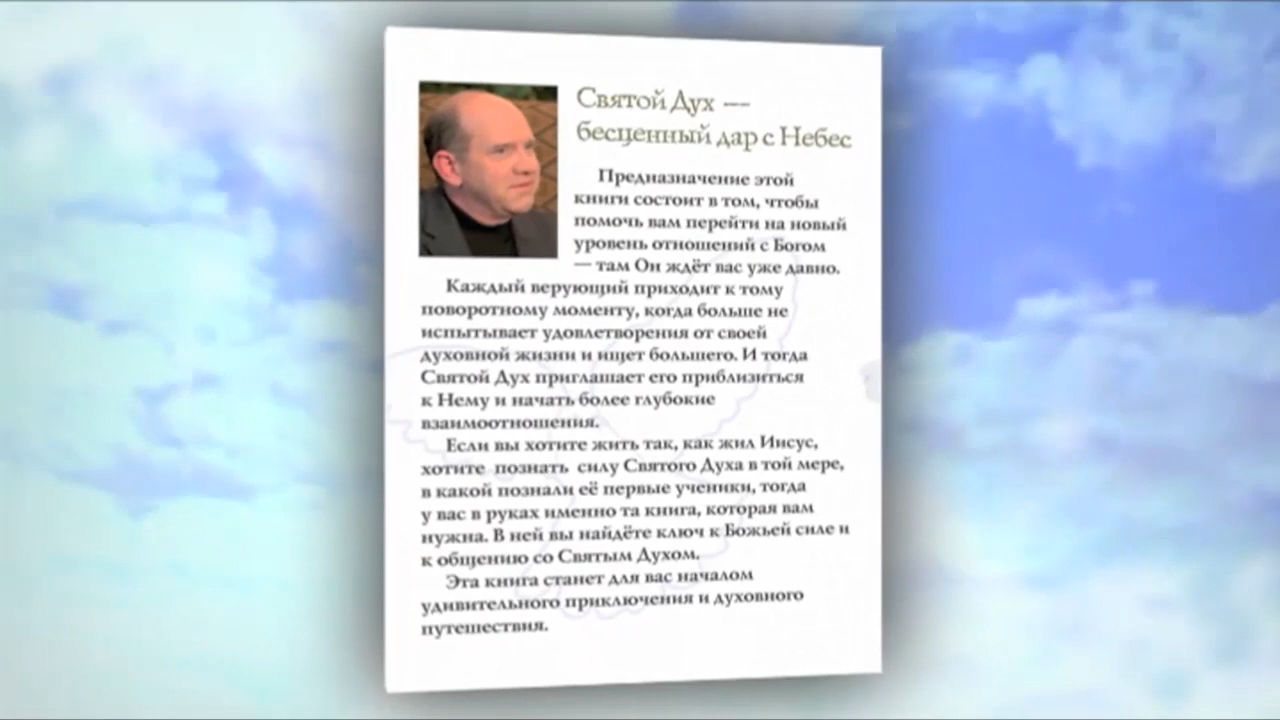 Святой Дух —
бесценный дар с Небес
Предназначение этой
книги состоит в том, чтобы
помочь вам перейти на новый
уровень отношений с Богом
— там Он ждёт вас уже давно.
Каждый верующий приходит к тому
поворотному моменту, когда больше не
испытывает удовлетворения от своей
духовной жизни и ищет большего. И тогда
Святой Дух приглашает его приблизиться
к Нему и начать более глубокие
взаимоотношения.
Если вы хотите жить так, как жил Иисус,
хотите познать силу Святого Духа в той мере,
в какой познали её первые ученики, тогда
у вас в руках именно та книга, которая вам
нужна. В ней вы найдёте ключ к Божьей силе и
к общению со Святым Духом.
Эта книга станет для вас началом
удивительного приключения и духовного
путешествия.